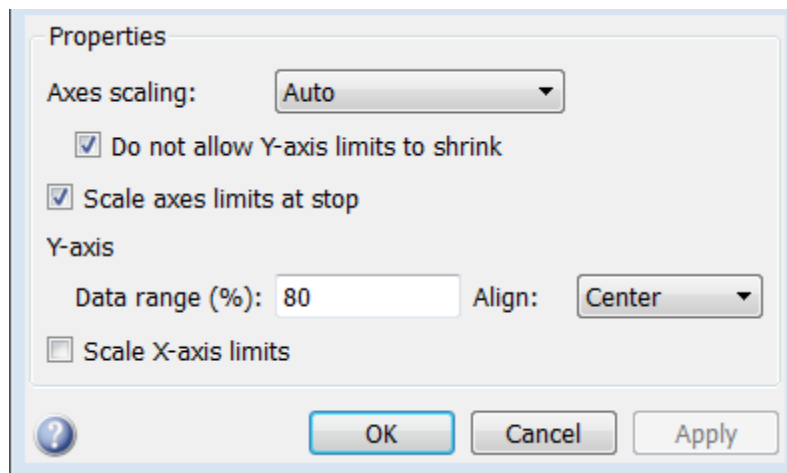 Properties
Axes scaling: Auto
Do not allow Y-axis limits to shrink
Scale axes limits at stop
Y-axis
Data range (%): 80 Align: Center
Scale X-axis limits
? OK Cancel Apply